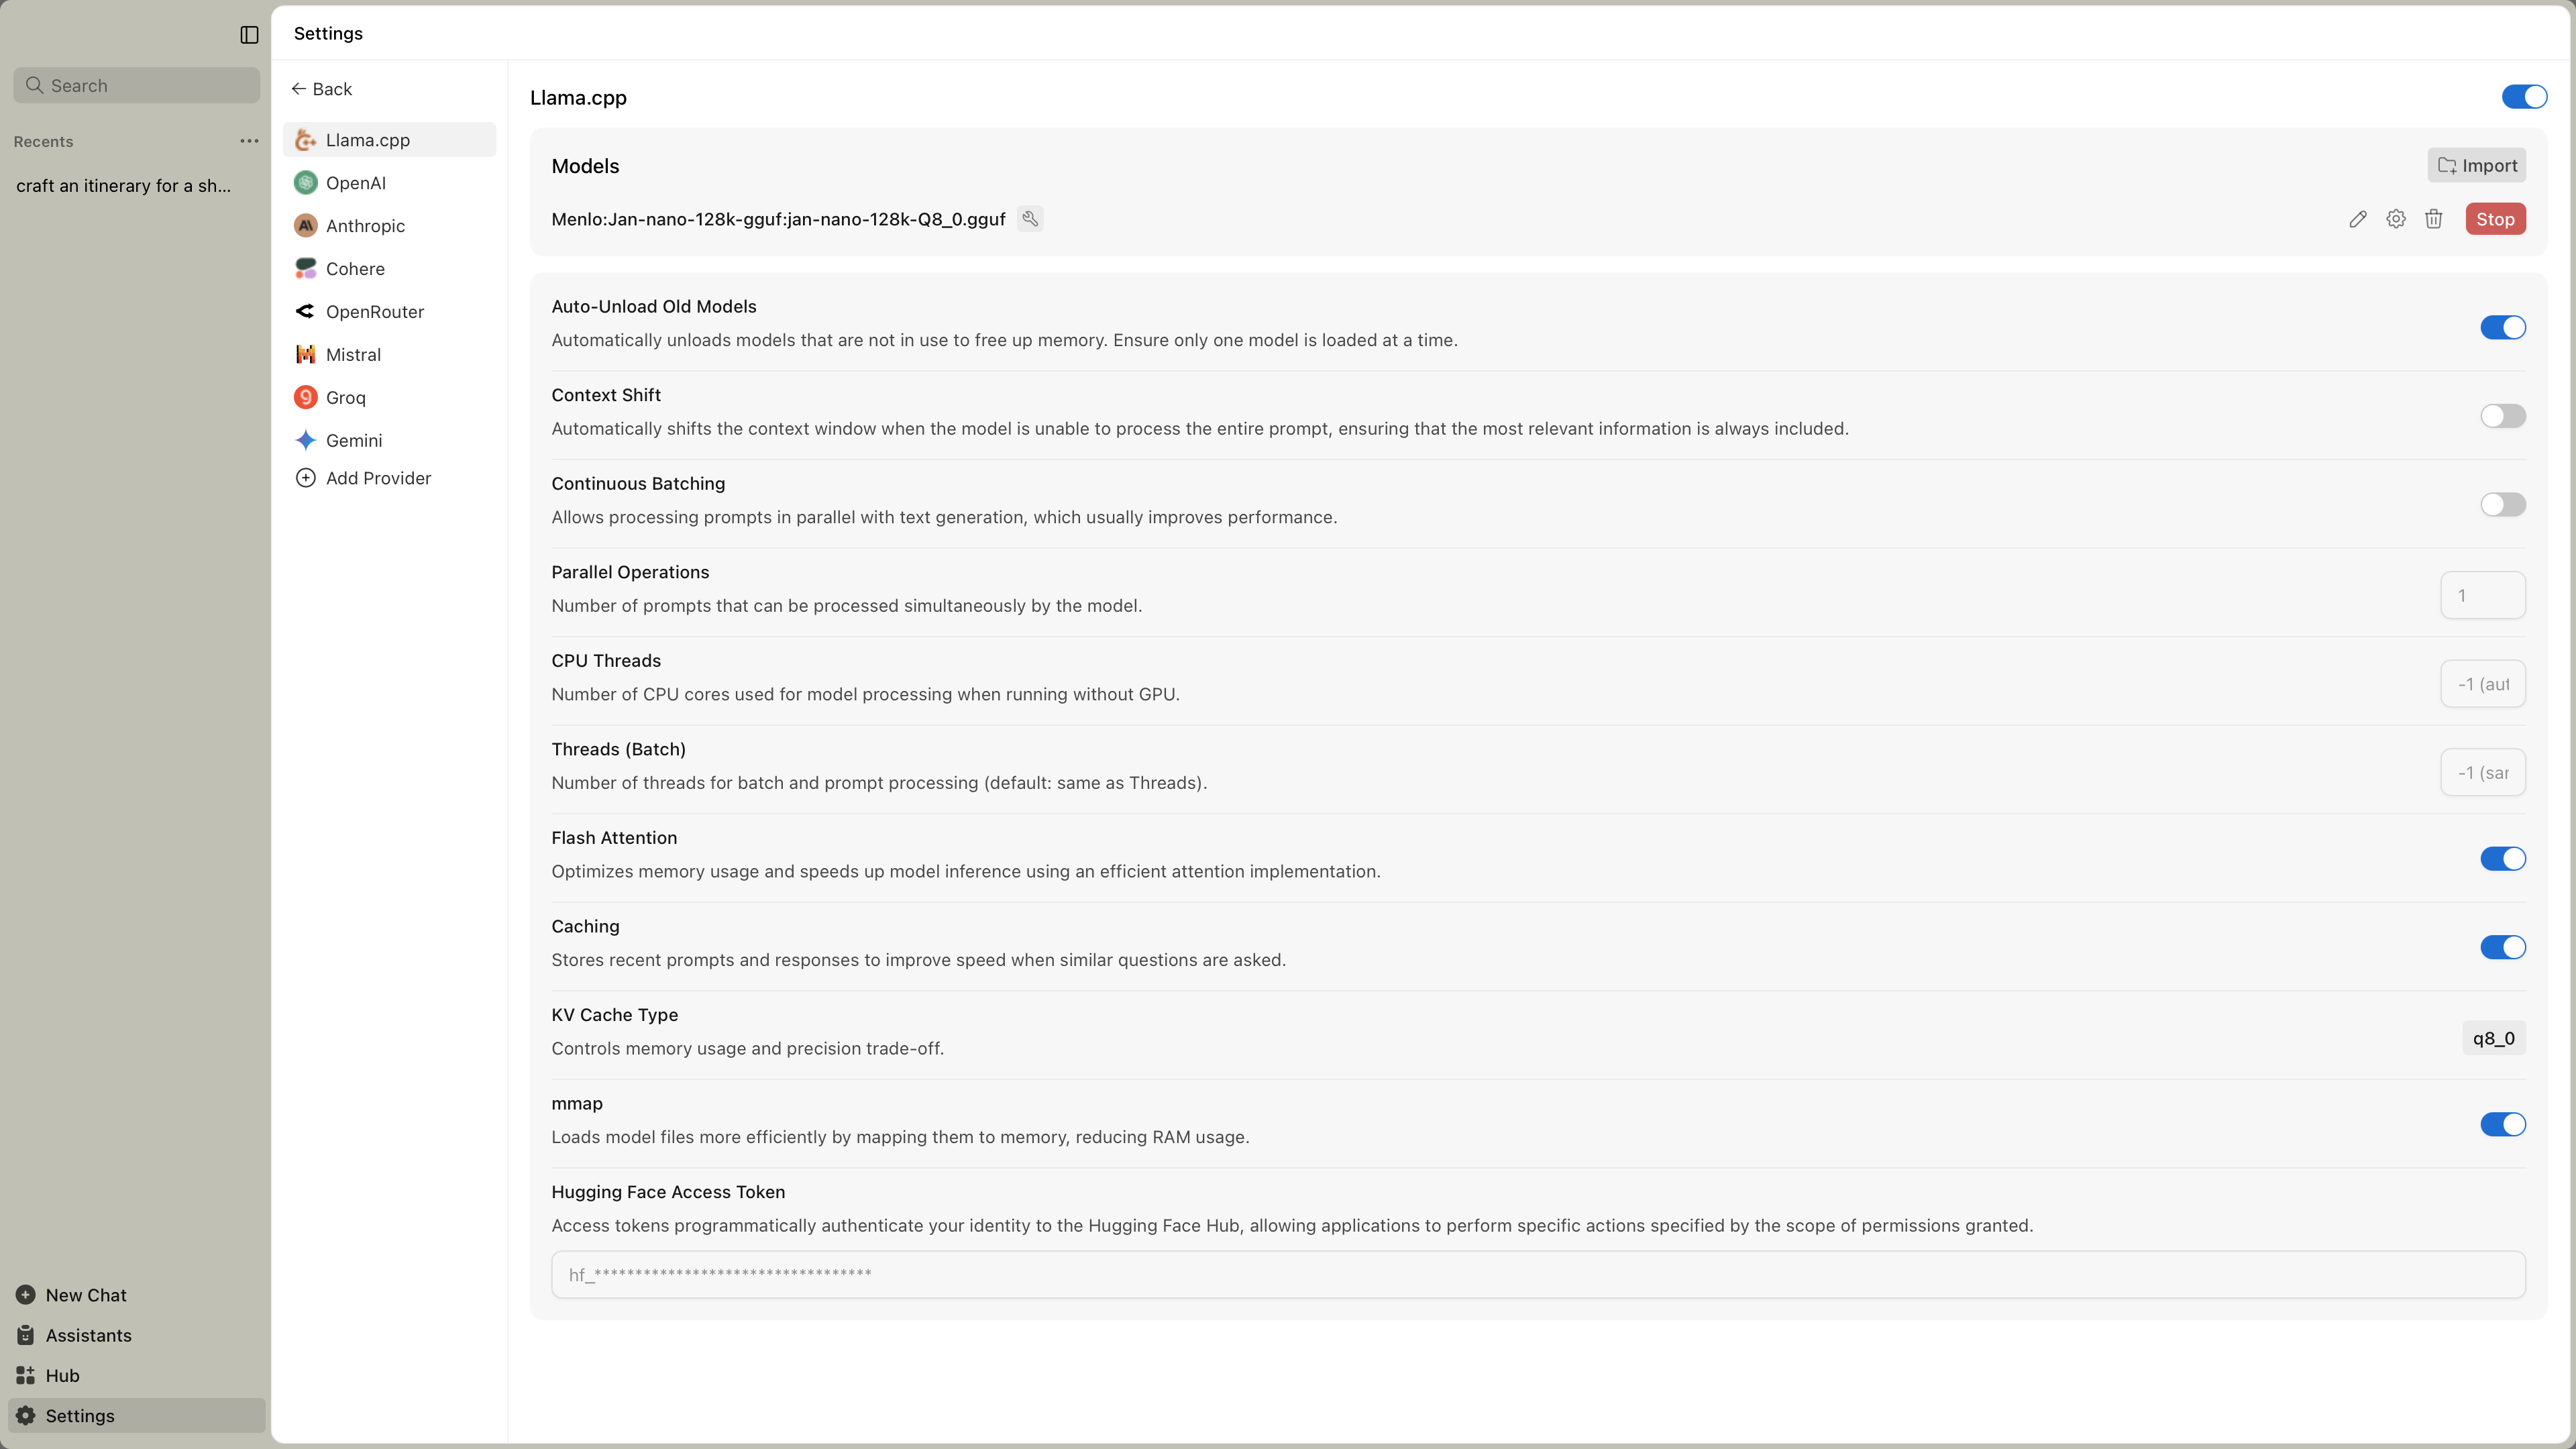 Search
Recents
craft an itinerary for a sh...
New Chat
Assistants
Hub
Settings
Settings
Back
Llama.cpp
OpenAI
Anthropic
Cohere
OpenRouter
Mistral
Groq
Gemini
Add Provider
Llama.cpp
Models
Import
Menlo:Jan-nano-128k-gguf:jan-nano-128k-Q8_0.gguf
Stop
Auto-Unload Old Models
Automatically unloads models that are not in use to free up memory. Ensure only one model is loaded at a time.
Context Shift
Automatically shifts the context window when the model is unable to process the entire prompt, ensuring that the most relevant information is always included.
Continuous Batching
Allows processing prompts in parallel with text generation, which usually improves performance.
Parallel Operations
Number of prompts that can be processed simultaneously by the model.
1
CPU Threads
Number of CPU cores used for model processing when running without GPU.
-1 (aut
Threads (Batch)
Number of threads for batch and prompt processing (default: same as Threads).
-1 (sar
Flash Attention
Optimizes memory usage and speeds up model inference using an efficient attention implementation.
Caching
Stores recent prompts and responses to improve speed when similar questions are asked.
KV Cache Type
Controls memory usage and precision trade-off.
q8_0
mmap
Loads model files more efficiently by mapping them to memory, reducing RAM usage.
Hugging Face Access Token
Access tokens programmatically authenticate your identity to the Hugging Face Hub, allowing applications to perform specific actions specified by the scope of permissions granted.
hf_**********************************